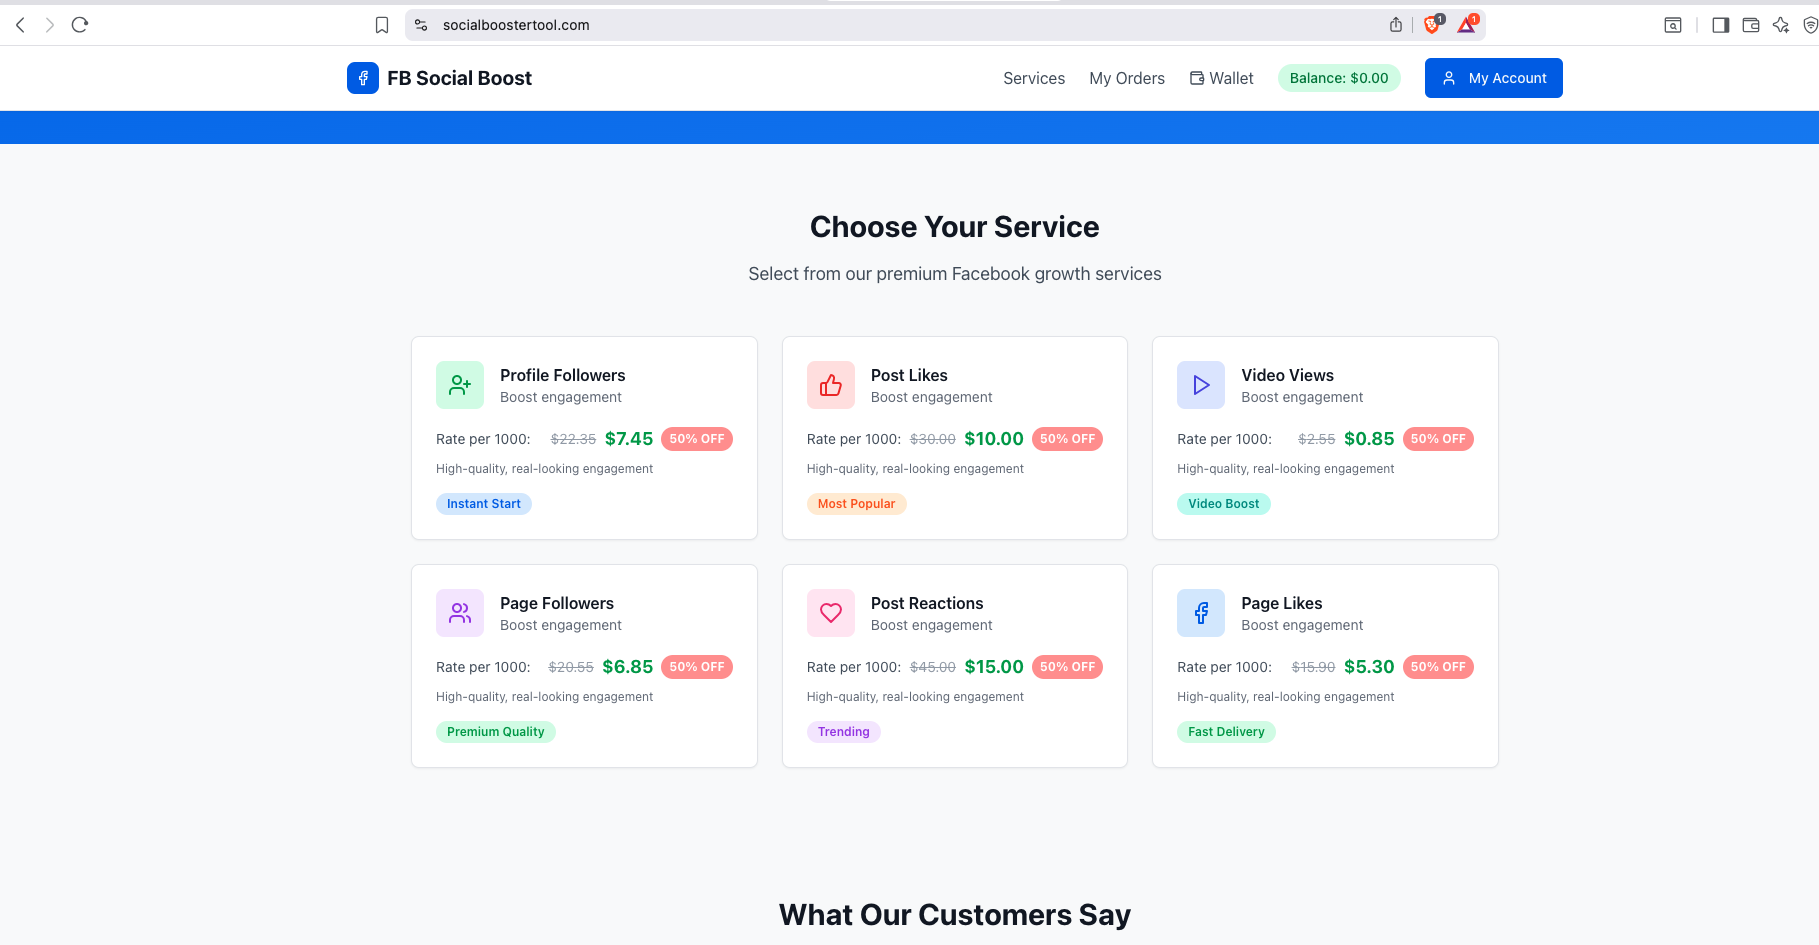 socialboostertool.com
1
1
FB Social Boost
Services
My Orders
Wallet
Balance: $0.00
My Account
Choose Your Service
Select from our premium Facebook growth services
Profile Followers
Boost engagement
Rate per 1000: $22.35 $7.45 50% OFF
High-quality, real-looking engagement
Instant Start
Post Likes
Boost engagement
Rate per 1000: $30.00 $10.00 50% OFF
High-quality, real-looking engagement
Most Popular
Video Views
Boost engagement
Rate per 1000: $2.55 $0.85 50% OFF
High-quality, real-looking engagement
Video Boost
Page Followers
Boost engagement
Rate per 1000: $20.55 $6.85 50% OFF
High-quality, real-looking engagement
Premium Quality
Post Reactions
Boost engagement
Rate per 1000: $45.00 $15.00 50% OFF
High-quality, real-looking engagement
Trending
Page Likes
Boost engagement
Rate per 1000: $15.90 $5.30 50% OFF
High-quality, real-looking engagement
Fast Delivery
What Our Customers Say